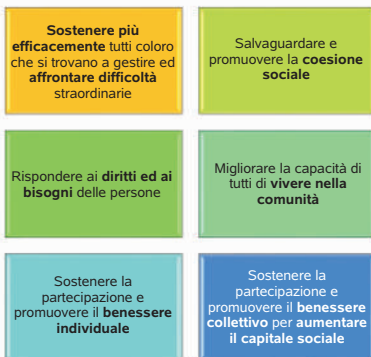 Sostenere più
efficacemente tutti coloro
che si trovano a gestire ed
affrontare difficoltà
straordinarie
Salvaguardare e
promuovere la coesione
sociale
Rispondere ai diritti ed ai
bisogni delle persone
Migliorare la capacità di
tutti di vivere nella
comunità
Sostenere la
partecipazione e
promuovere il benessere
individuale
Sostenere la
partecipazione e
promuovere il benessere
collettivo per aumentare
il capitale sociale